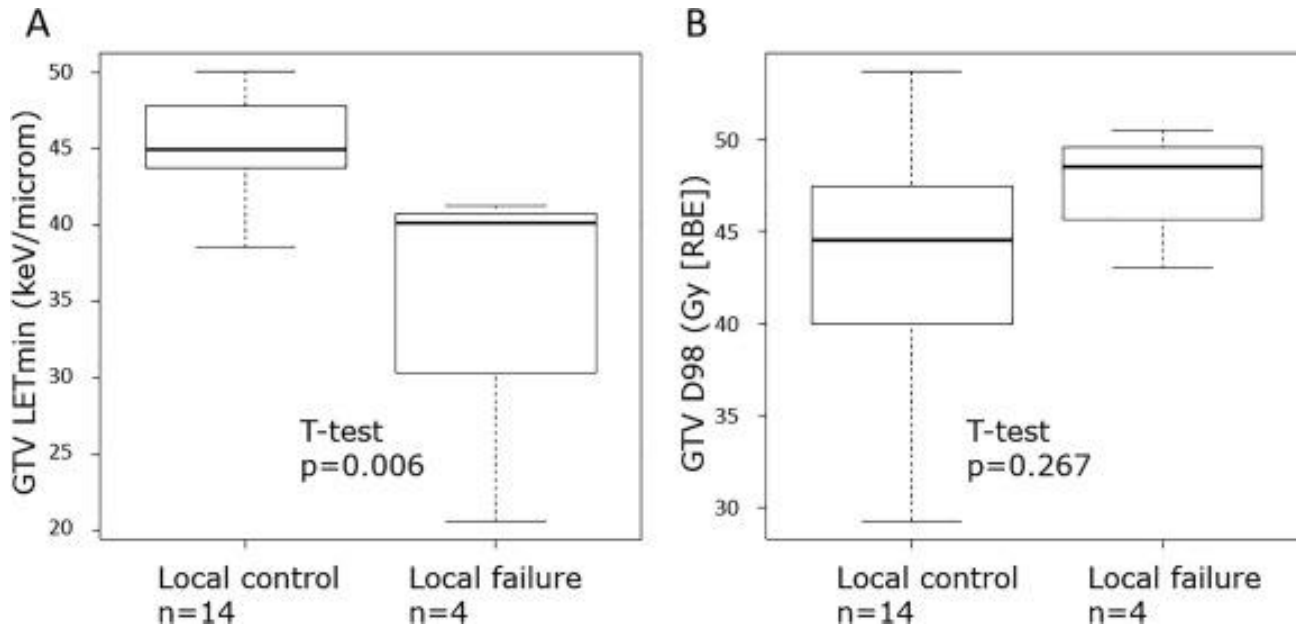 A
GTV LETmin (keV/microm)
50
45
40
35
30
25
20
T-test
p=0.006
Local control
n=14
Local failure
n=4
B
GTV D98 (Gy [RBE])
50
45
40
35
30
T-test
p=0.267
Local control
n=14
Local failure
n=4